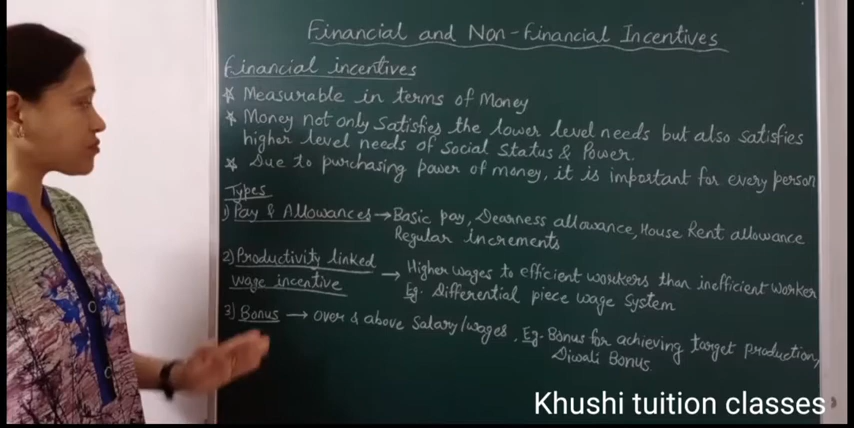 Financial and Non-Financial Incentives
Financial incentives
☆ Measurable in terms of Money
☆ Money not only satisfies the lower level needs but also satisfies
higher level needs of Social Status & Power.
☆ Due to purchasing power of money, it is important for every person
Types
1) Pay & Allowances → Basic pay, Dearness allowance, House Rent allowance
Regular increments
2) Productivity linked → Higher wages to efficient workers than inefficient worker
wage incentive Eg. Differential piece wage system
3) Bonus → over & above Salary/wages, Eg. Bonus for achieving target production,
Diwali Bonus.
Khushi tuition classes